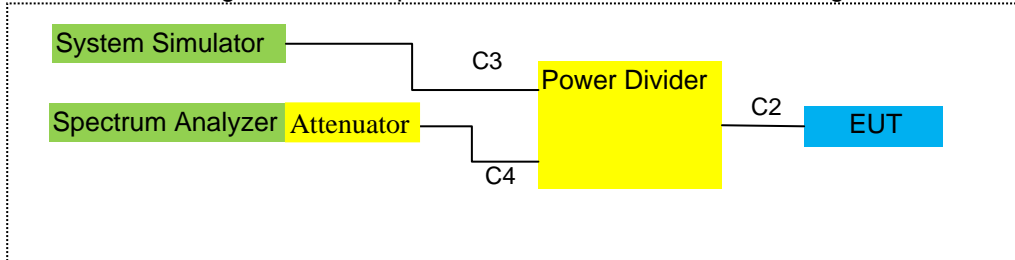 System Simulator
C3
Power Divider
C2
Spectrum Analyzer
Attenuator
EUT
C4